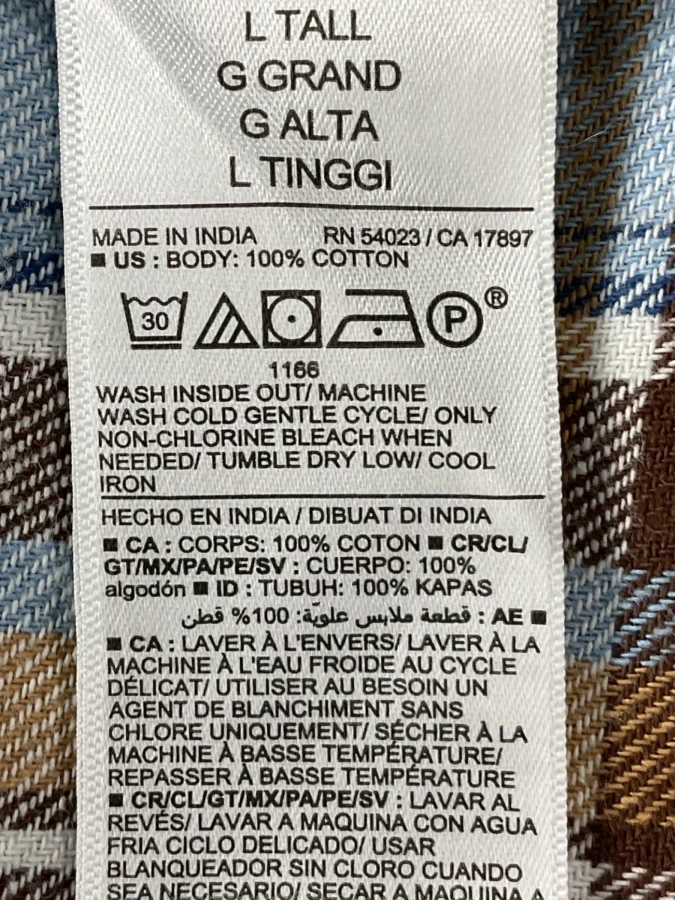 L TALL
G GRAND
G ALTA
L TINGGI
MADE IN INDIA RN 54023 / CA 17897
■ US : BODY: 100% COTTON
30 P ®
1166
WASH INSIDE OUT/ MACHINE
WASH COLD GENTLE CYCLE/ ONLY
NON-CHLORINE BLEACH WHEN
NEEDED/ TUMBLE DRY LOW/ COOL
IRON
HECHO EN INDIA / DIBUAT DI INDIA
■ CA : CORPS: 100% COTON ■ CR/CL/
GT/MX/PA/PE/SV : CUERPO: 100%
algodón ■ ID : TUBUH: 100% KAPAS
■ AE : قطعة ملابس علويّة: 100% قطن
■ CA : LAVER À L'ENVERS/ LAVER À LA
MACHINE À L'EAU FROIDE AU CYCLE
DÉLICAT/ UTILISER AU BESOIN UN
AGENT DE BLANCHIMENT SANS
CHLORE UNIQUEMENT/ SÉCHER À LA
MACHINE À BASSE TEMPÉRATURE/
REPASSER À BASSE TEMPÉRATURE
■ CR/CL/GT/MX/PA/PE/SV : LAVAR AL
REVÉS/ LAVAR A MAQUINA CON AGUA
FRIA CICLO DELICADO/ USAR
BLANQUEADOR SIN CLORO CUANDO
SEA NECESARIO/ SECAR A MAQUINA A